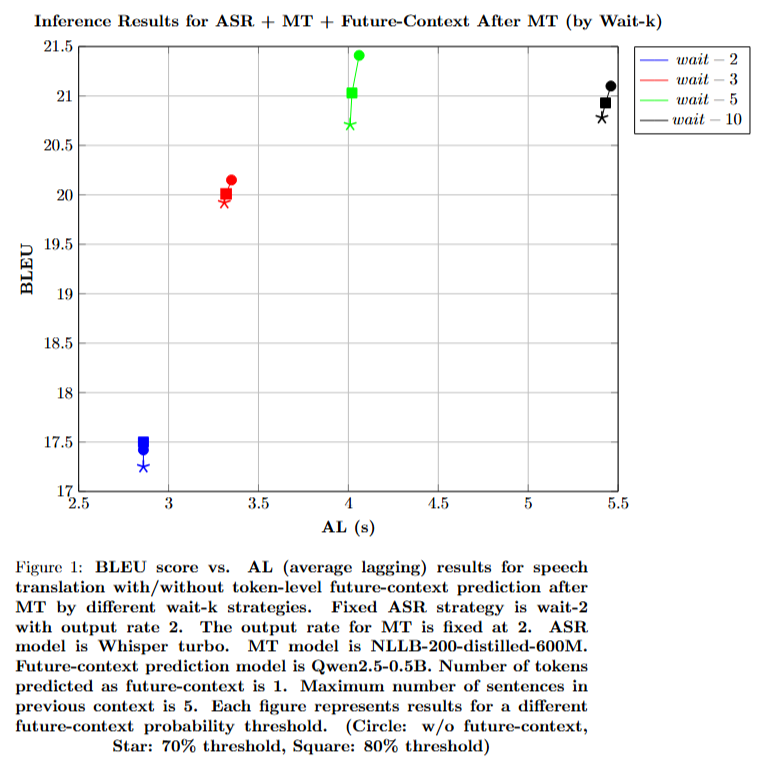 Inference Results for ASR + MT + Future-Context After MT (by Wait-k)
21.5
21
20.5
20
19.5
19
18.5
18
17.5
17
BLEU
2.5 3 3.5 4 4.5 5 5.5
AL (s)
wait − 2
wait − 3
wait − 5
wait − 10
Figure 1: BLEU score vs. AL (average lagging) results for speech
translation with/without token-level future-context prediction after
MT by different wait-k strategies. Fixed ASR strategy is wait-2
with output rate 2. The output rate for MT is fixed at 2. ASR
model is Whisper turbo. MT model is NLLB-200-distilled-600M.
Future-context prediction model is Qwen2.5-0.5B. Number of tokens
predicted as future-context is 1. Maximum number of sentences in
previous context is 5. Each figure represents results for a different
future-context probability threshold. (Circle: w/o future-context,
Star: 70% threshold, Square: 80% threshold)